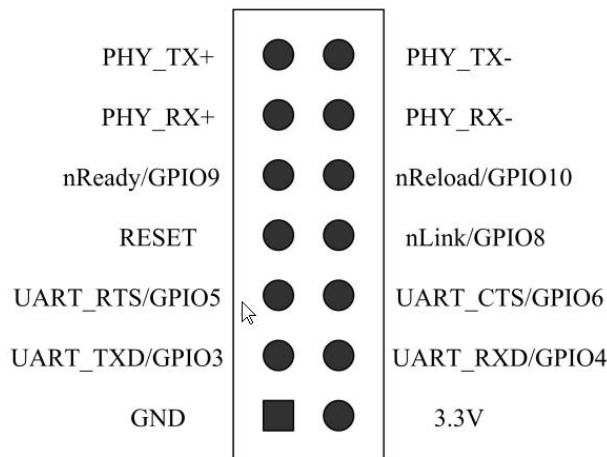 PHY_TX+ PHY_TX-
PHY_RX+ PHY_RX-
nReady/GPIO9 nReload/GPIO10
RESET nLink/GPIO8
UART_RTS/GPIO5 UART_CTS/GPIO6
UART_TXD/GPIO3 UART_RXD/GPIO4
GND 3.3V